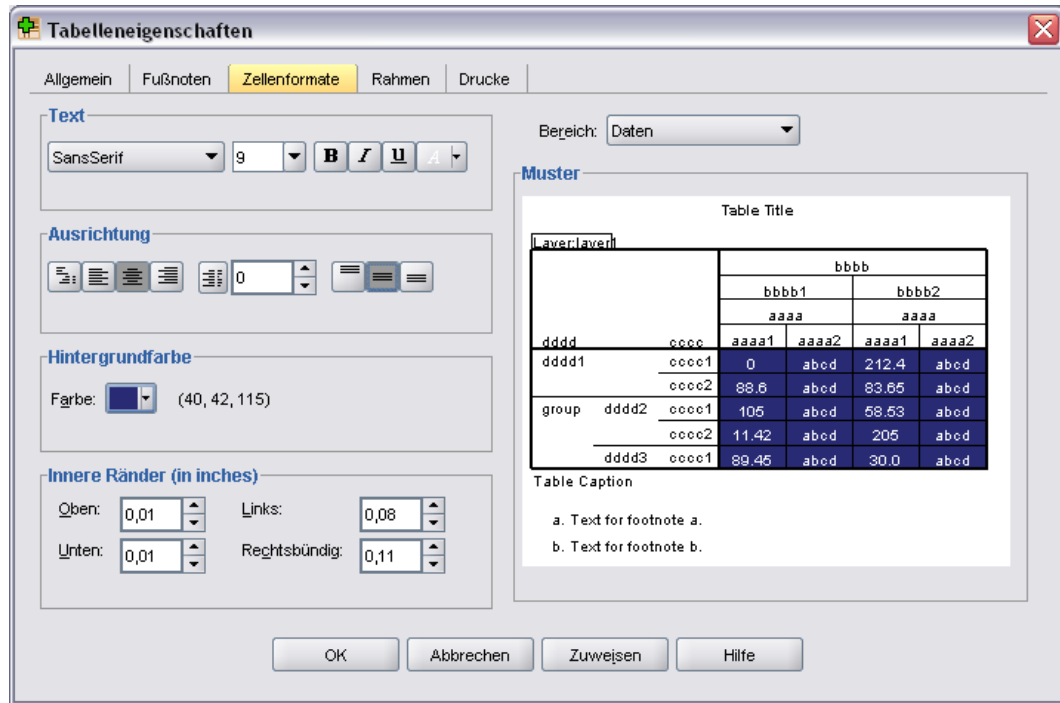 Tabelleneigenschaften
Allgemein Fußnoten Zellenformate Rahmen Drucke
Text
SansSerif 9 B I U A
Bereich: Daten
Muster
Ausrichtung
0
Hintergrundfarbe
Farbe: (40, 42, 115)
Innere Ränder (in inches)
Oben: 0,01 Links: 0,08
Unten: 0,01 Rechtsbündig: 0,11
Table Title
Layer:layer1
bbbb
bbbb1 bbbb2
aaaa aaaa
dddd cccc aaaa1 aaaa2 aaaa1 aaaa2
dddd1 cccc1 0 abcd 212.4 abcd
cccc2 88.6 abcd 83.65 abcd
group dddd2 cccc1 105 abcd 58.53 abcd
cccc2 11.42 abcd 205 abcd
dddd3 cccc1 89.45 abcd 30.0 abcd
Table Caption
a. Text for footnote a.
b. Text for footnote b.
OK Abbrechen Zuweisen Hilfe